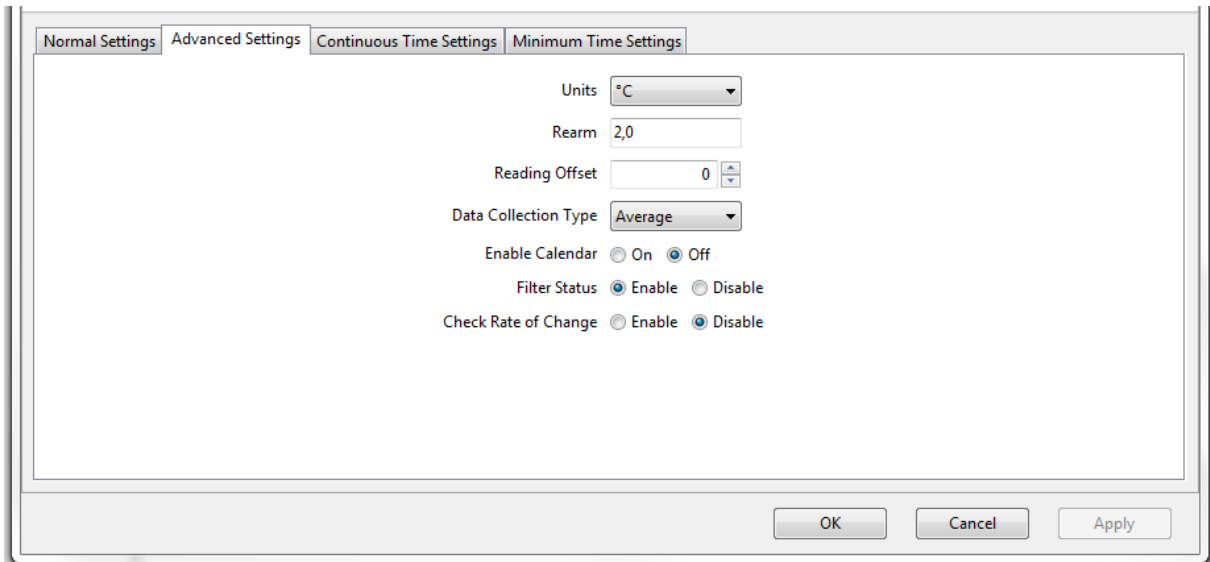 Normal Settings Advanced Settings Continuous Time Settings Minimum Time Settings
Units °C
Rearm 2,0
Reading Offset 0
Data Collection Type Average
Enable Calendar On Off
Filter Status Enable Disable
Check Rate of Change Enable Disable
OK Cancel Apply